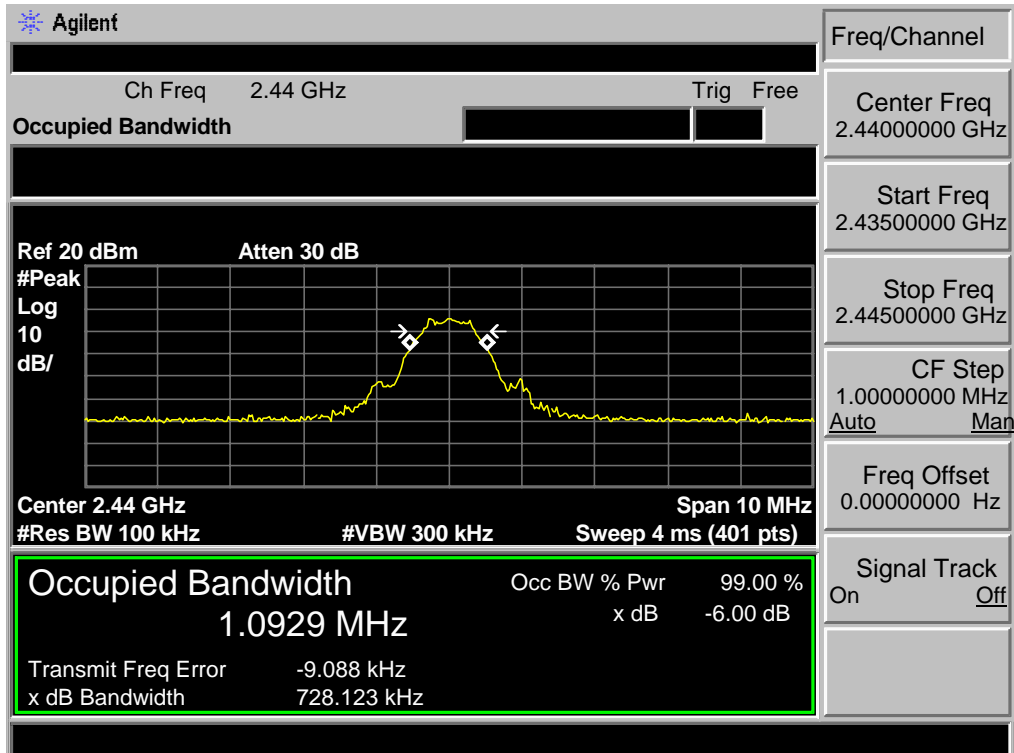 Agilent
Freq/Channel
Ch Freq 2.44 GHz Trig Free
Occupied Bandwidth
Center Freq
2.44000000 GHz
Start Freq
2.43500000 GHz
Ref 20 dBm Atten 30 dB
#Peak
Log
10
dB/
Stop Freq
2.44500000 GHz
CF Step
1.00000000 MHz
Auto Man
Freq Offset
0.00000000 Hz
Center 2.44 GHz Span 10 MHz
#Res BW 100 kHz #VBW 300 kHz Sweep 4 ms (401 pts)
Signal Track
On Off
Occupied Bandwidth Occ BW % Pwr 99.00 %
1.0929 MHz x dB -6.00 dB
Transmit Freq Error -9.088 kHz
x dB Bandwidth 728.123 kHz